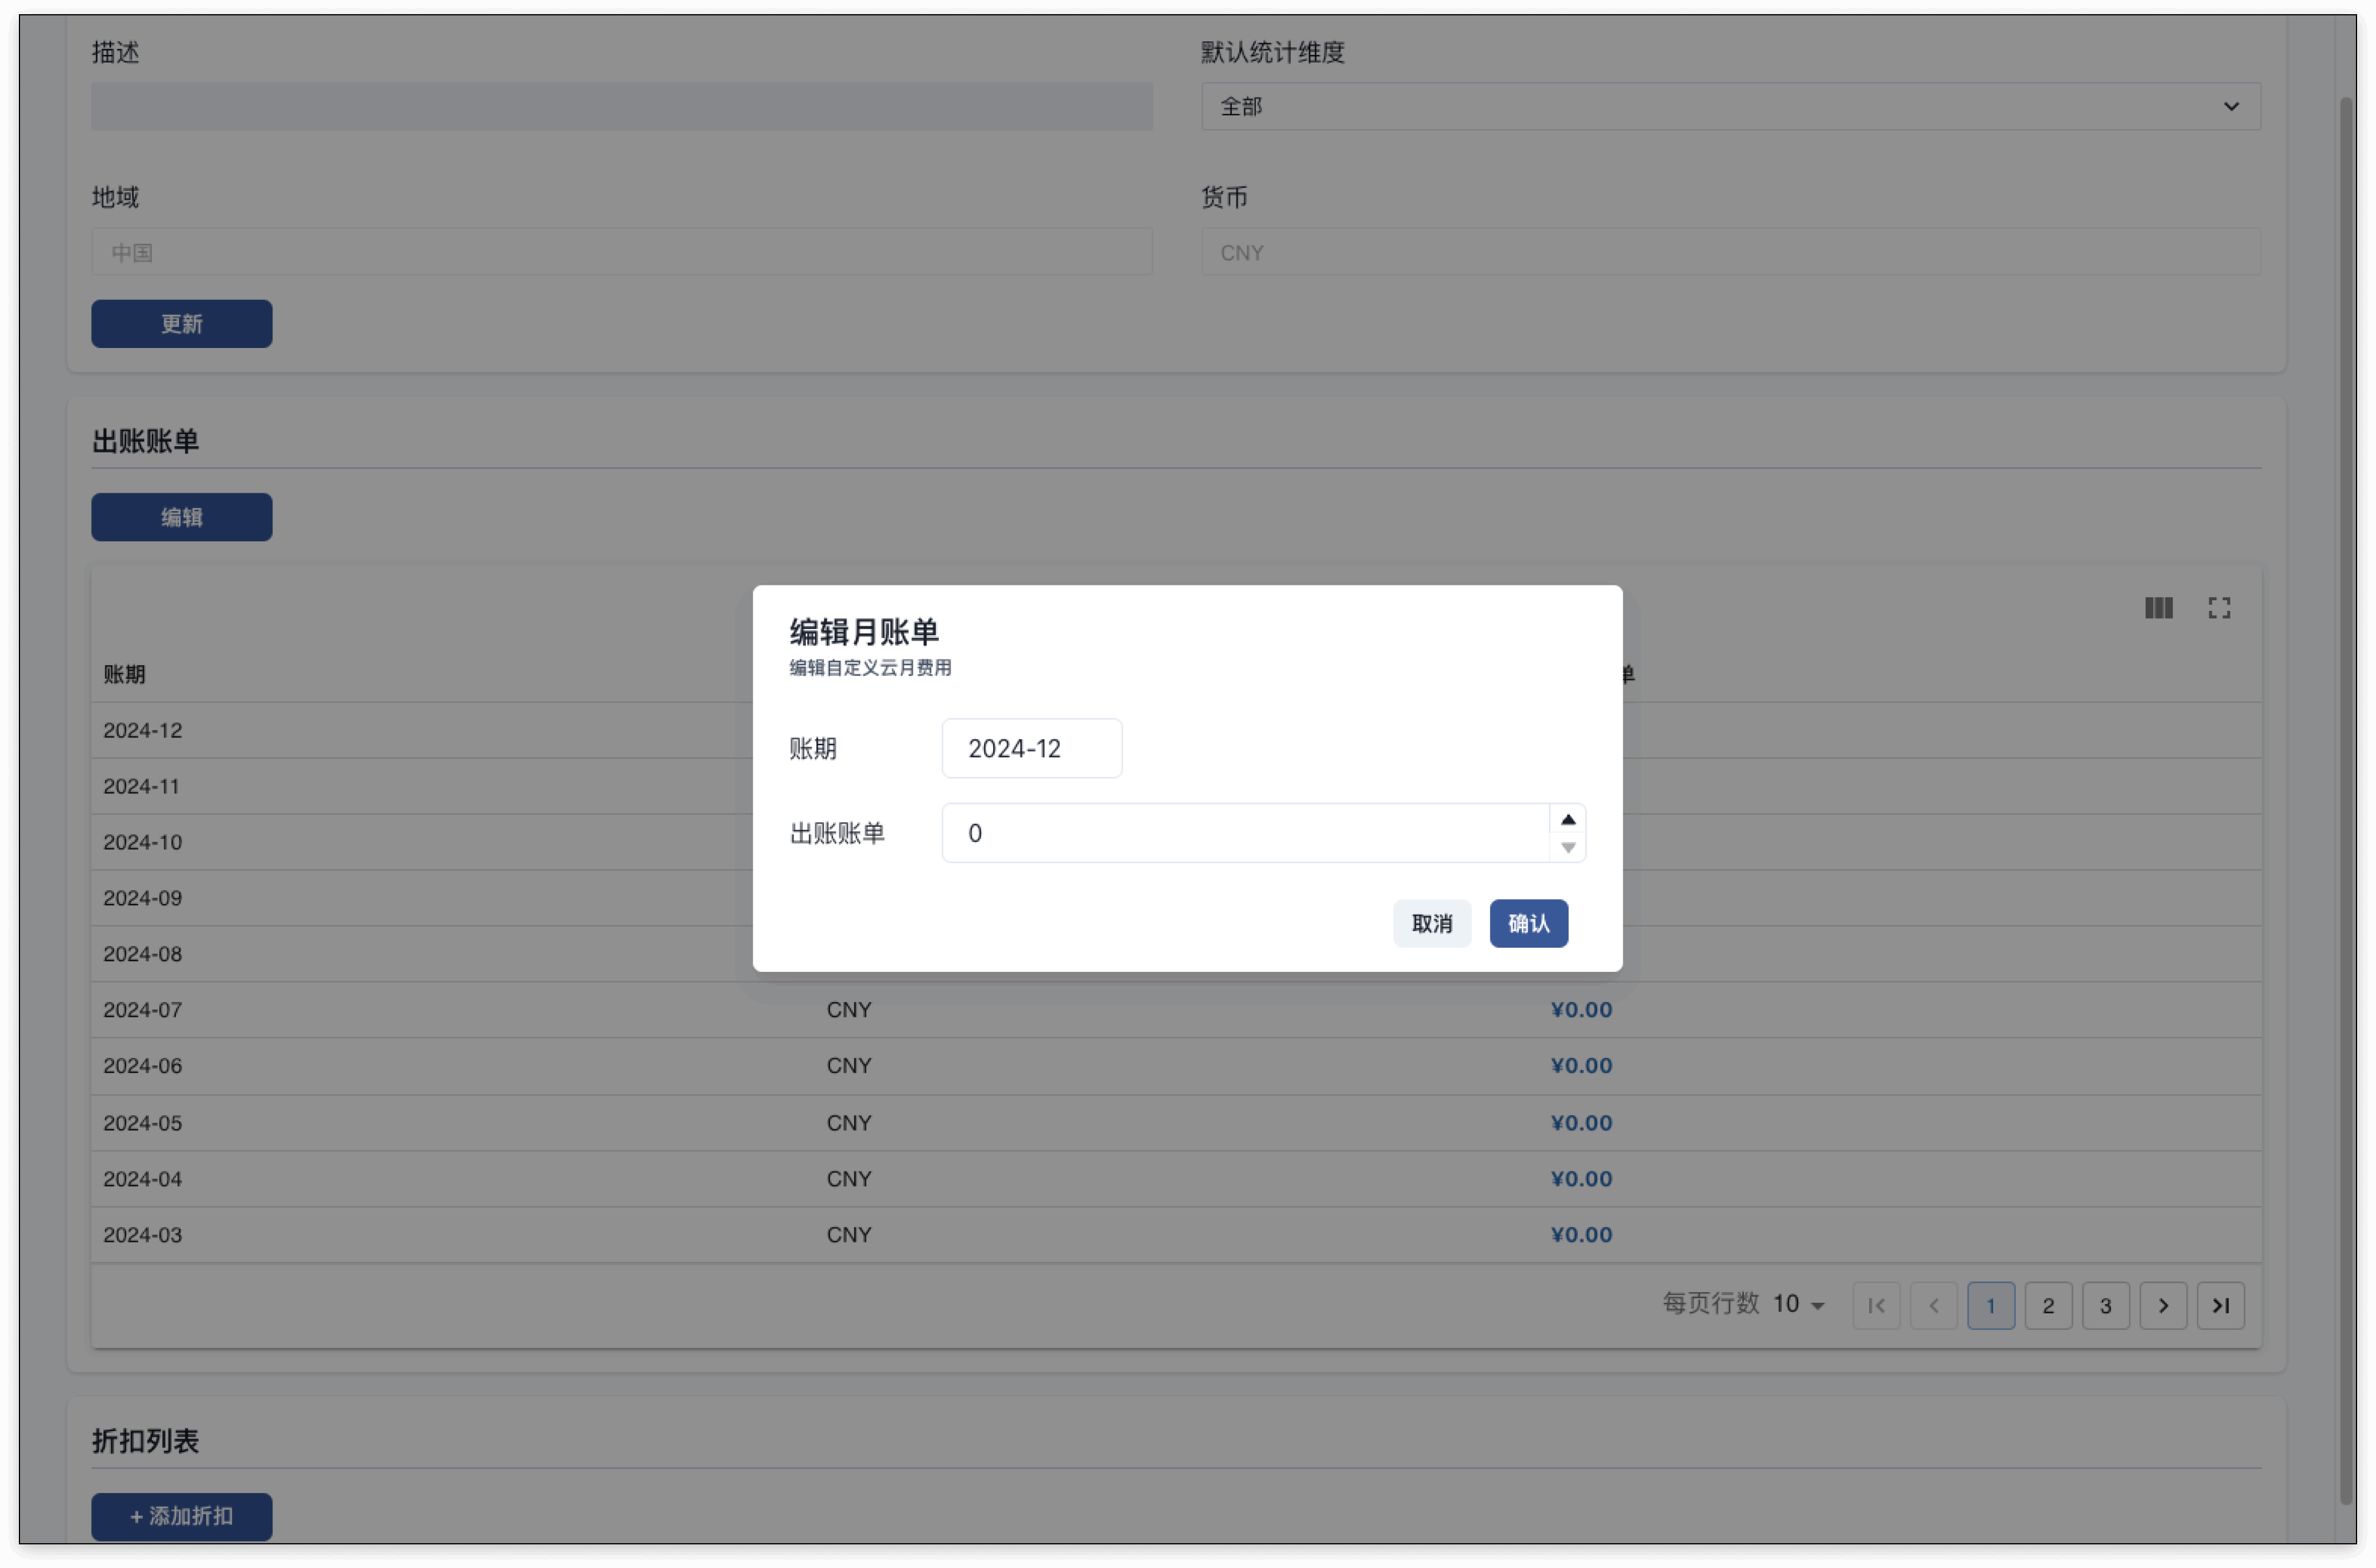 描述
默认统计维度
全部
地域
货币
中国
CNY
更新
出账账单
编辑
编辑月账单
编辑自定义云月费用
账期
2024-12
出账账单
0
取消
确认
账期
单
2024-12
2024-11
2024-10
2024-09
2024-08
2024-07 CNY ¥0.00
2024-06 CNY ¥0.00
2024-05 CNY ¥0.00
2024-04 CNY ¥0.00
2024-03 CNY ¥0.00
每页行数 10 1 2 3
折扣列表
+ 添加折扣